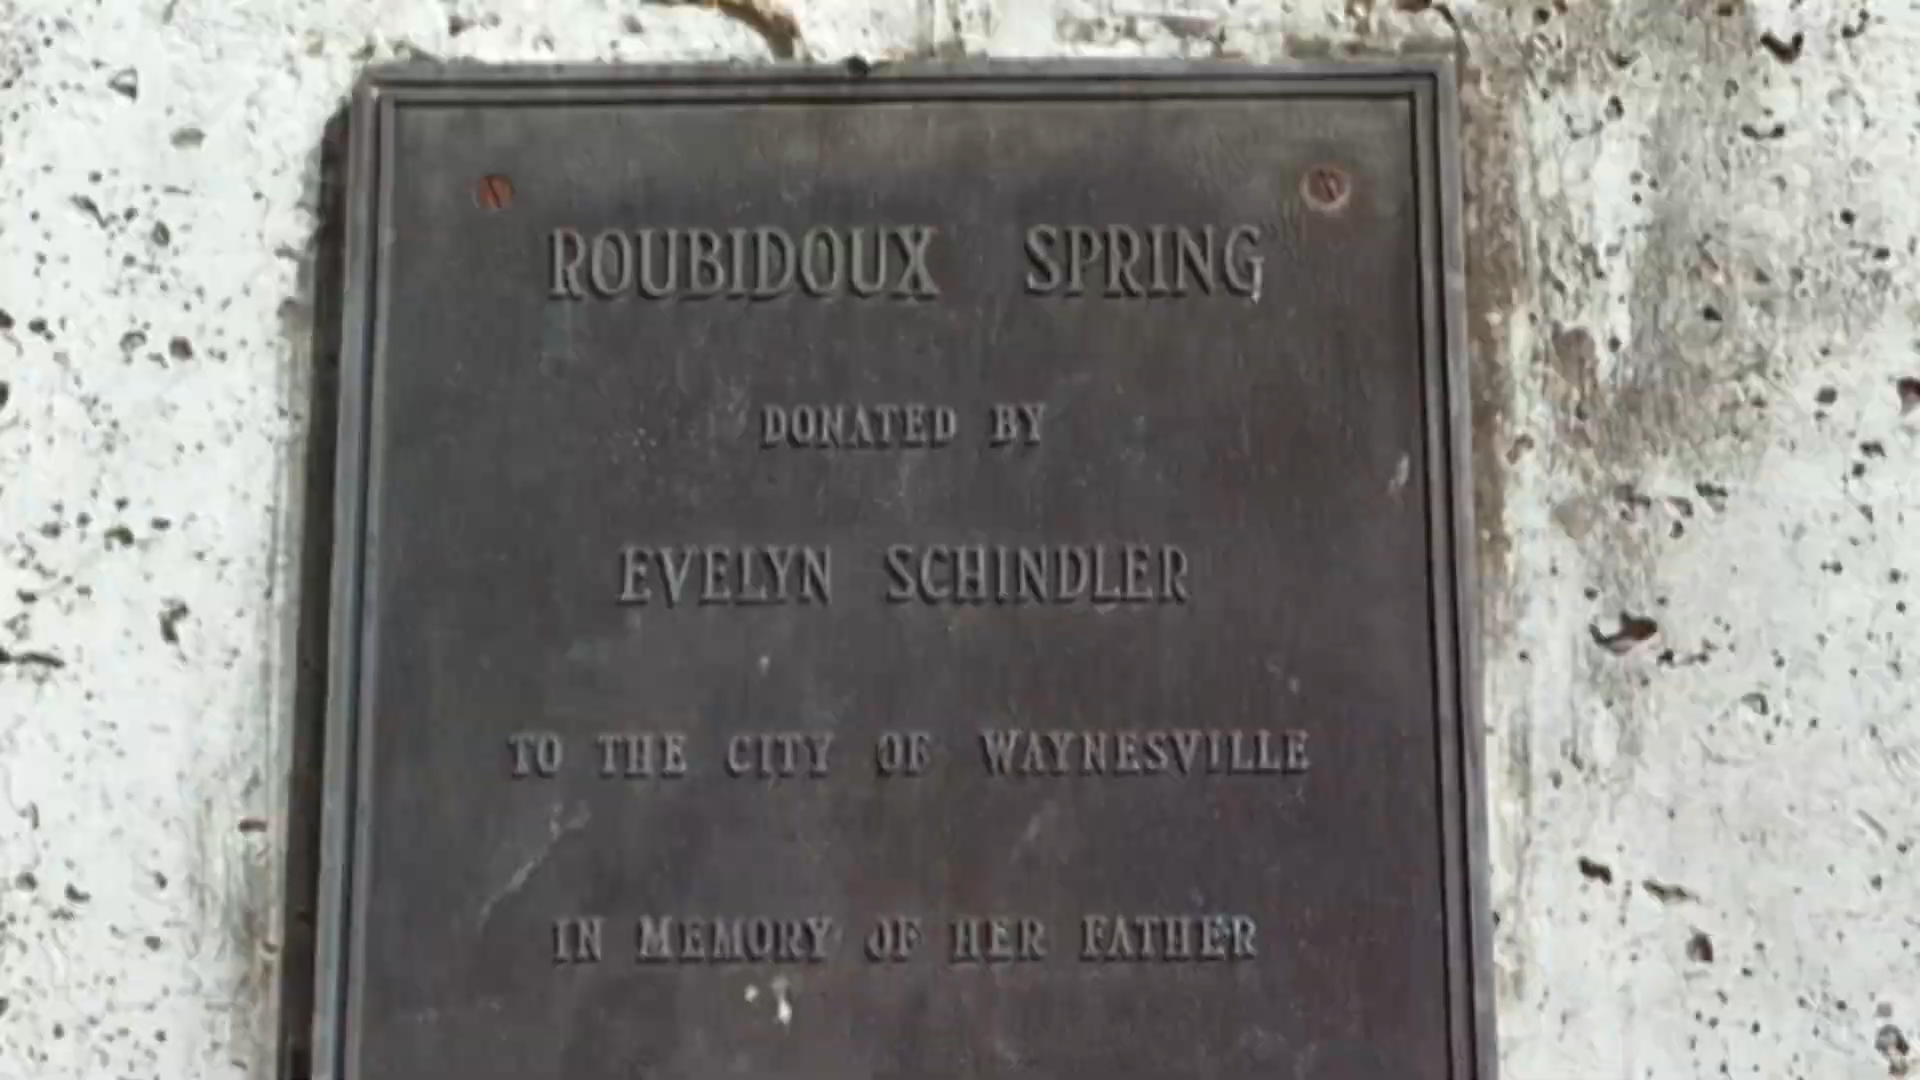 ROUBIDOUX SPRING
DONATED BY
EVELYN SCHINDLER
TO THE CITY OF WAYNESVILLE
IN MEMORY OF HER FATHER